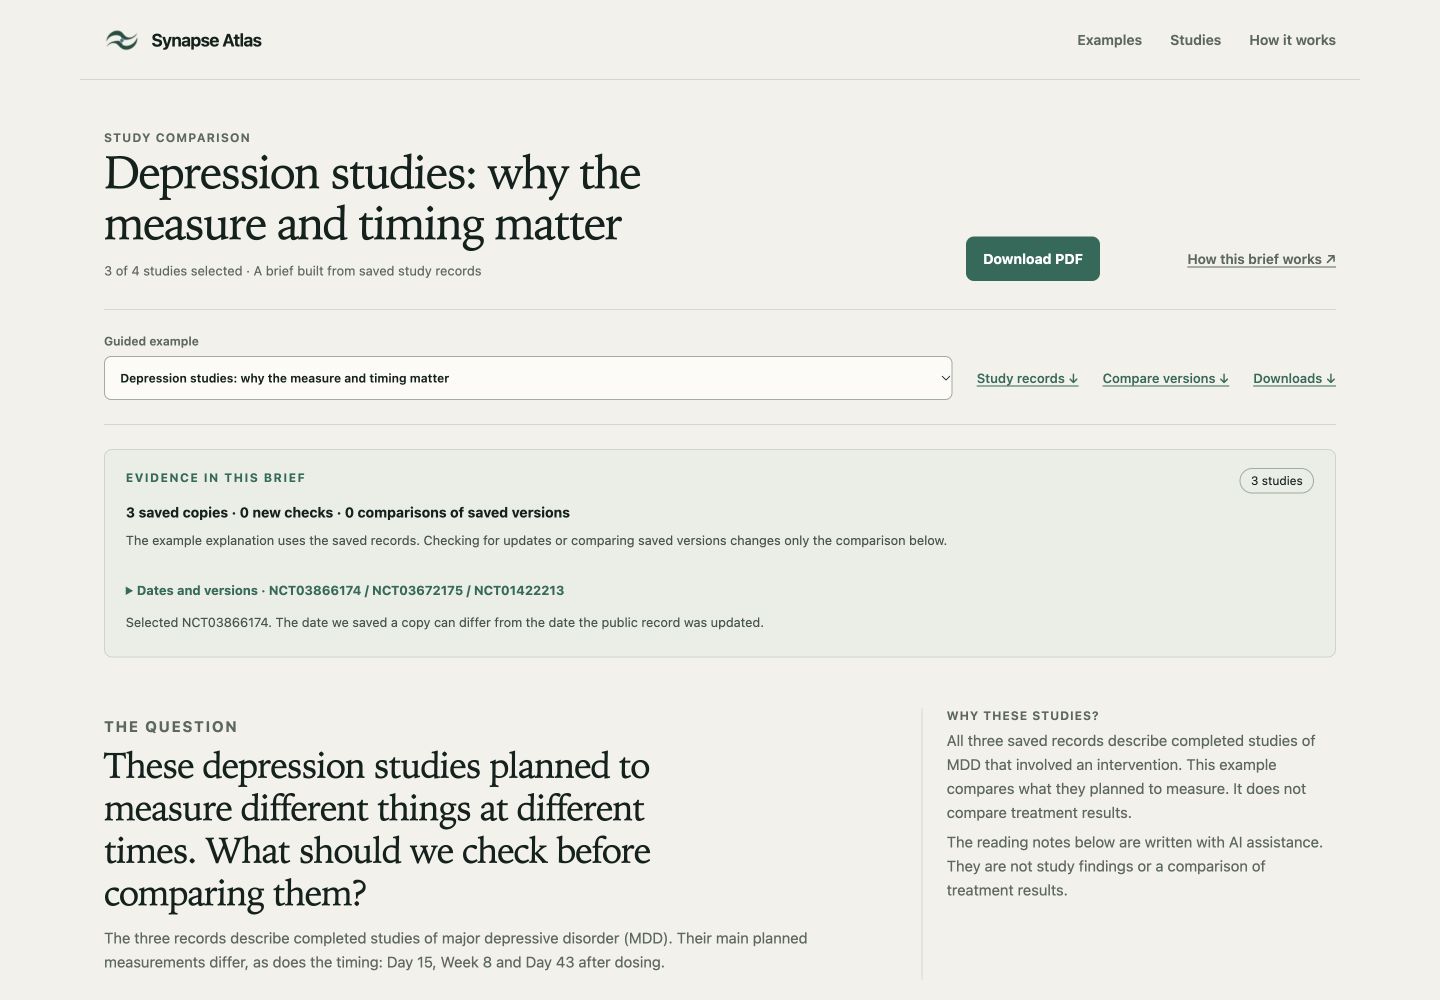 Synapse Atlas
Examples
Studies
How it works
STUDY COMPARISON
Depression studies: why the
measure and timing matter
3 of 4 studies selected · A brief built from saved study records
Download PDF
How this brief works ↗
Guided example
Depression studies: why the measure and timing matter
Study records ↓
Compare versions ↓
Downloads ↓
EVIDENCE IN THIS BRIEF
3 studies
3 saved copies · 0 new checks · 0 comparisons of saved versions
The example explanation uses the saved records. Checking for updates or comparing saved versions changes only the comparison below.
Dates and versions · NCT03866174 / NCT03672175 / NCT01422213
Selected NCT03866174. The date we saved a copy can differ from the date the public record was updated.
THE QUESTION
These depression studies planned to
measure different things at different
times. What should we check before
comparing them?
The three records describe completed studies of major depressive disorder (MDD). Their main planned
measurements differ, as does the timing: Day 15, Week 8 and Day 43 after dosing.
WHY THESE STUDIES?
All three saved records describe completed studies of
MDD that involved an intervention. This example
compares what they planned to measure. It does not
compare treatment results.
The reading notes below are written with AI assistance.
They are not study findings or a comparison of
treatment results.